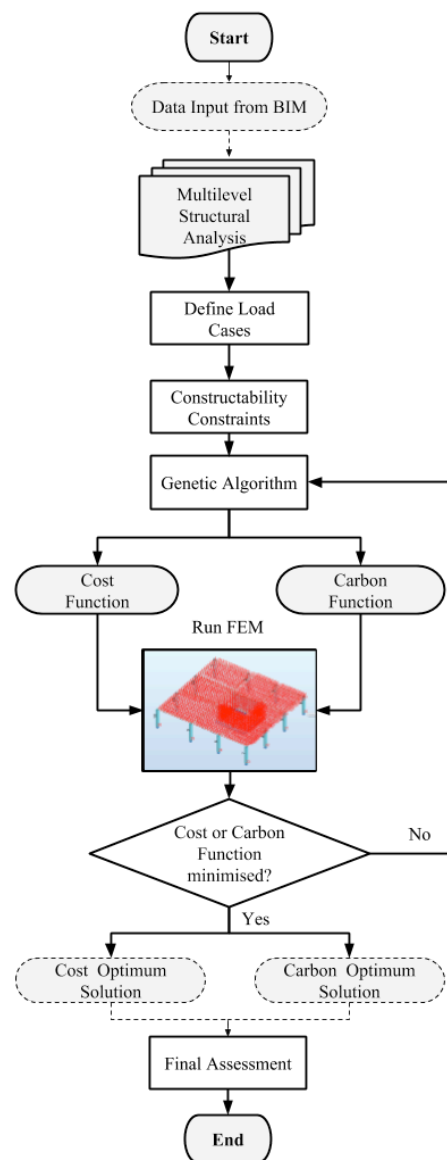 Start
Data Input from BIM
Multilevel
Structural
Analysis
Define Load
Cases
Constructability
Constraints
Genetic Algorithm
Cost
Function
Carbon
Function
Run FEM
Cost or Carbon
Function
minimised?
No
Yes
Cost Optimum
Solution
Carbon Optimum
Solution
Final Assessment
End